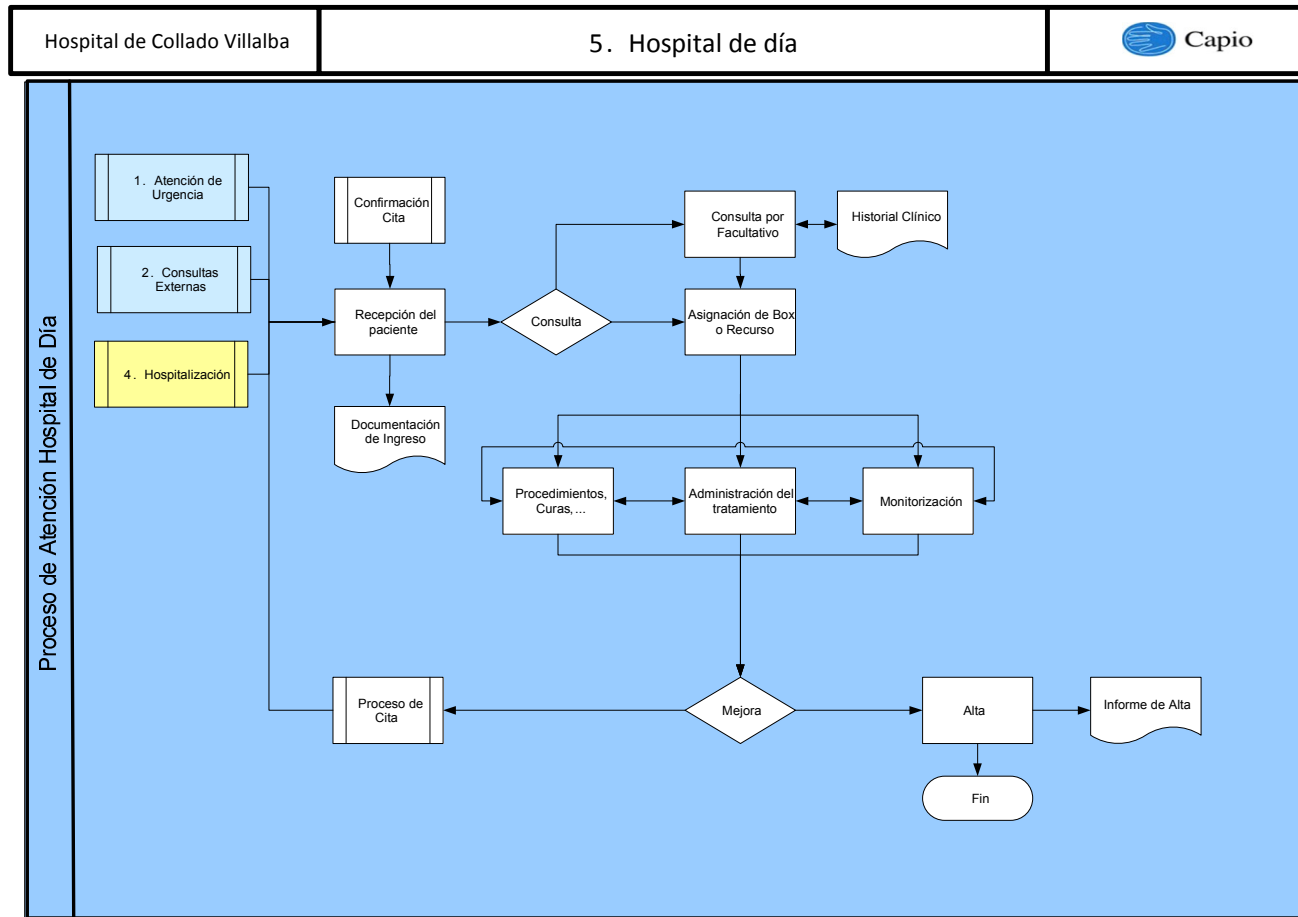 Hospital de Collado Villalba
5. Hospital de día
Capio
Proceso de Atención Hospital de Día
1. Atención de
Urgencia
2. Consultas
Externas
4. Hospitalización
Confirmación
Cita
Recepción del
paciente
Documentación
de Ingreso
Consulta
Consulta por
Facultativo
Historial Clínico
Asignación de Box
o Recurso
Procedimientos,
Curas,...
Administración del
tratamiento
Monitorización
Proceso de
Cita
Mejora
Alta
Informe de Alta
Fin